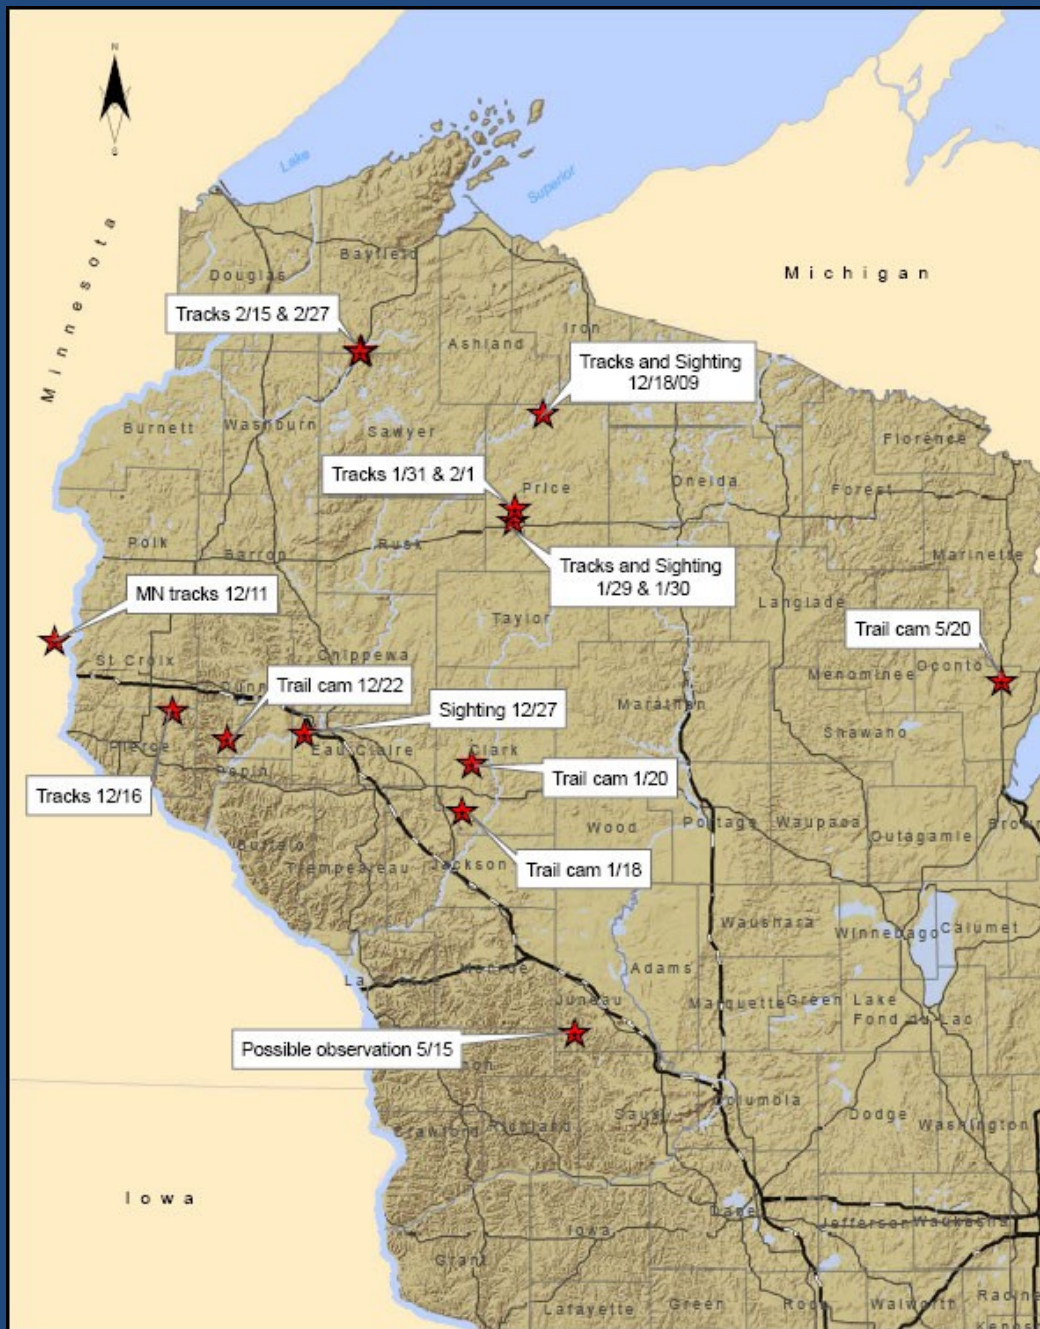 N
S
Lake
Superior
Minnesota
Michigan
Bayfield
Douglas
Tracks 2/15 & 2/27
Iron
Ashland
Tracks and Sighting
12/18/09
Burnett
Washburn
Sawyer
Florence
Tracks 1/31 & 2/1
Price
Oneida
Forest
Polk
Barron
Rusk
Marinette
Tracks and Sighting
1/29 & 1/30
MN tracks 12/11
Langlade
Taylor
Trail cam 5/20
St Croix
Chippewa
Oconto
Menominee
Dunn
Trail cam 12/22
Sighting 12/27
Marathon
Shawano
Pierce
Eau Claire
Clark
Pepin
Trail cam 1/20
Tracks 12/16
Wood
Portage
Waupaca
Brown
Outagamie
Buffalo
Trempealeau
Jackson
Trail cam 1/18
Waushara
Winnebago
Calumet
Monroe
Adams
La
Juneau
Marquette
Green Lake
Fond du Lac
Possible observation 5/15
Columbia
Sauk
Dodge
Washington
Crawford
Richland
Iowa
Dane
Jefferson
Waukesha
Iowa
Grant
Lafayette
Green
Rock
Walworth
Racine